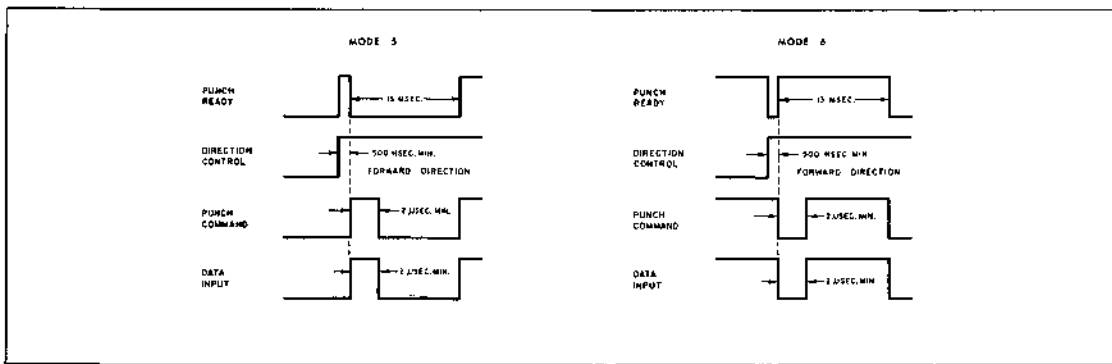 MODE 5
PUNCH READY
15 MSEC.
DIRECTION CONTROL
500 NSEC. MIN.
FORWARD DIRECTION
PUNCH COMMAND
2 µSEC. MIN.
DATA INPUT
2 µSEC. MIN.
MODE 6
PUNCH READY
13 MSEC.
DIRECTION CONTROL
500 NSEC. MIN
FORWARD DIRECTION
PUNCH COMMAND
2 µSEC. MIN.
DATA INPUT
2 µSEC. MIN